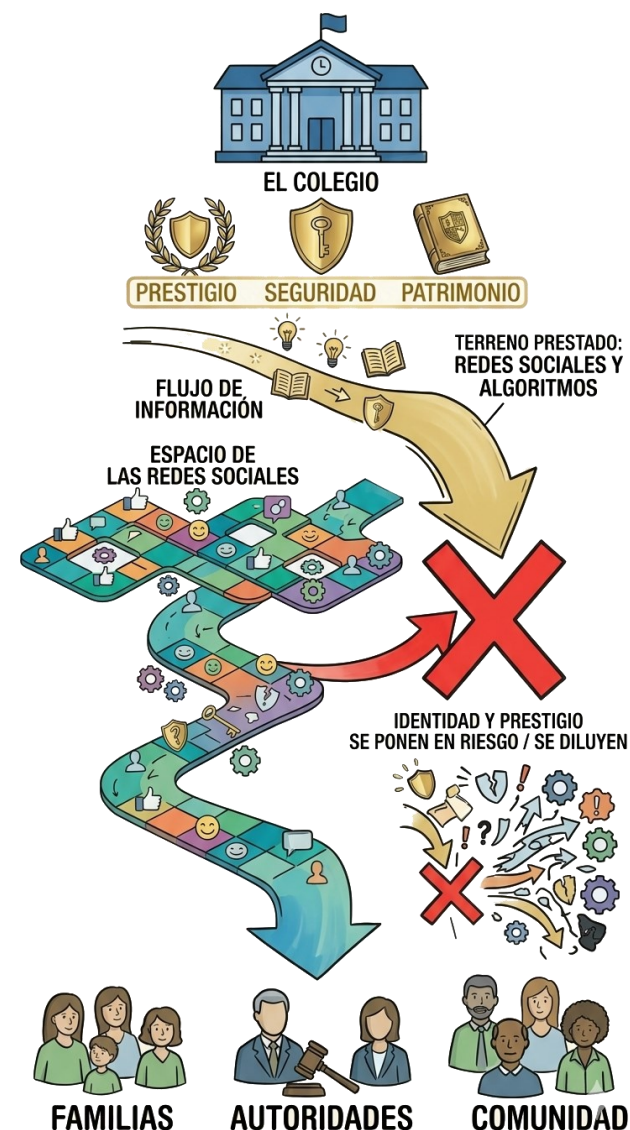 EL COLEGIO
PRESTIGIO SEGURIDAD PATRIMONIO
TERRENO PRESTADO:
REDES SOCIALES Y
ALGORITMOS
FLUJO DE
INFORMACIÓN
ESPACIO DE
LAS REDES SOCIALES
IDENTIDAD Y PRESTIGIO
SE PONEN EN RIESGO / SE DILUYEN
FAMILIAS
AUTORIDADES
COMUNIDAD